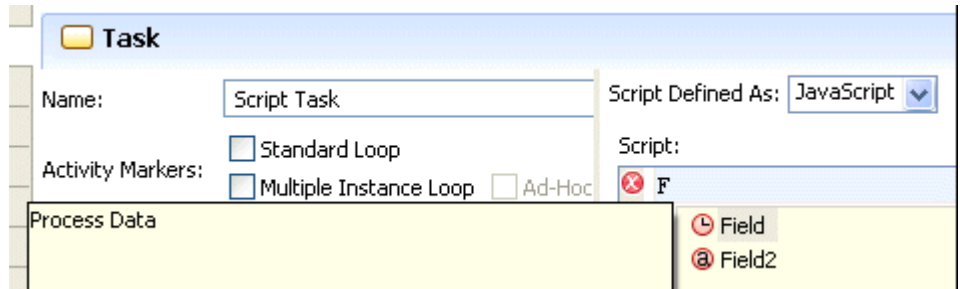 Task
Name:
Script Task
Script Defined As: JavaScript
Activity Markers:
Standard Loop
Multiple Instance Loop Ad-Hoc
Script:
F
Process Data
Field
Field2